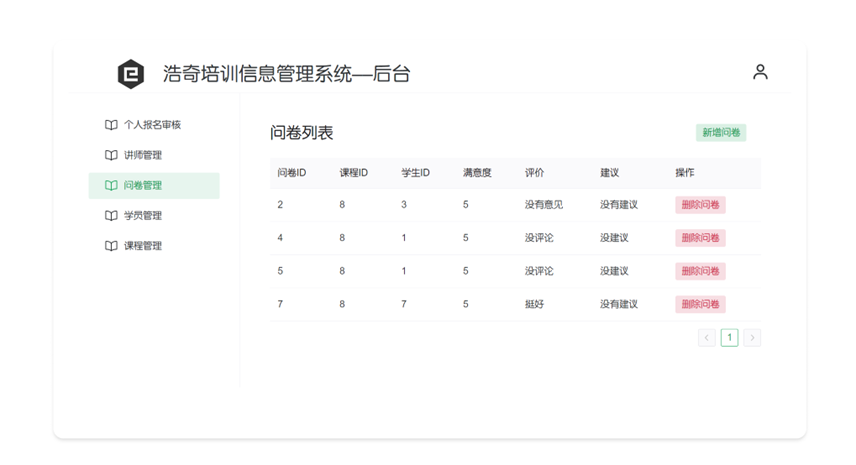 浩奇培训信息管理系统—后台
个人报名审核
讲师管理
问卷管理
学员管理
课程管理
问卷列表
新增问卷
问卷ID 课程ID 学生ID 满意度 评价 建议 操作
2 8 3 5 没有意见 没有建议 删除问卷
4 8 1 5 没评论 没建议 删除问卷
5 8 1 5 没评论 没建议 删除问卷
7 8 7 5 挺好 没有建议 删除问卷
1